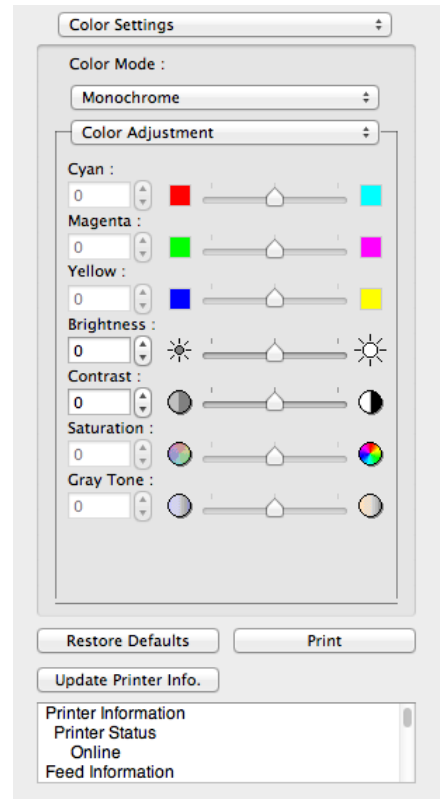 Color Settings
Color Mode :
Monochrome
Color Adjustment
Cyan :
0
Magenta :
0
Yellow :
0
Brightness :
0
Contrast :
0
Saturation :
0
Gray Tone :
0
Restore Defaults
Print
Update Printer Info.
Printer Information
Printer Status
Online
Feed Information